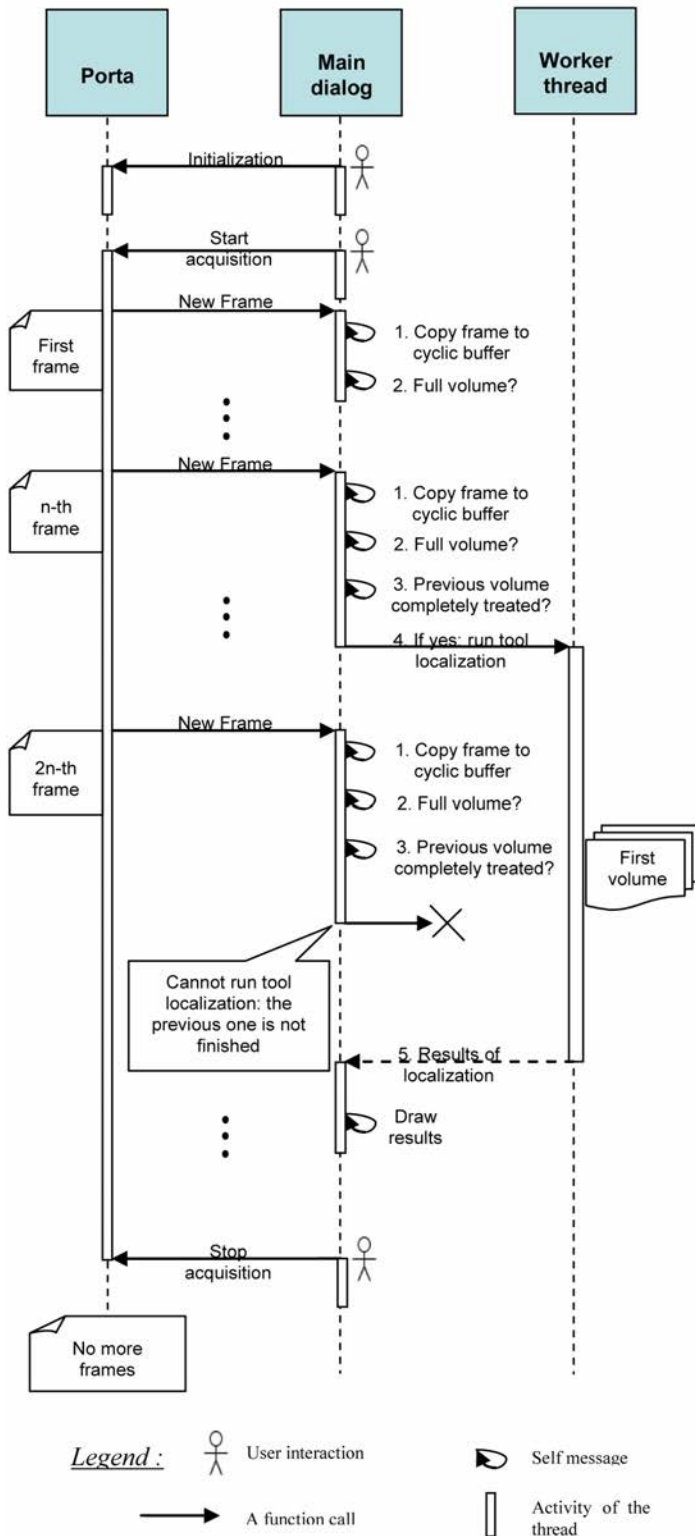 Porta
Main
dialog
Worker
thread
Initialization
Start
acquisition
New Frame
First
frame
1. Copy frame to
cyclic buffer
2. Full volume?
New Frame
n-th
frame
1. Copy frame to
cyclic buffer
2. Full volume?
3. Previous volume
completely treated?
4. If yes: run tool
localization
New Frame
2n-th
frame
1. Copy frame to
cyclic buffer
2. Full volume?
3. Previous volume
completely treated?
First
volume
Cannot run tool
localization: the
previous one is not
finished
5. Results of
localization
Draw
results
Stop
acquisition
No more
frames
Legend :
User interaction
Self message
A function call
Activity of the
thread